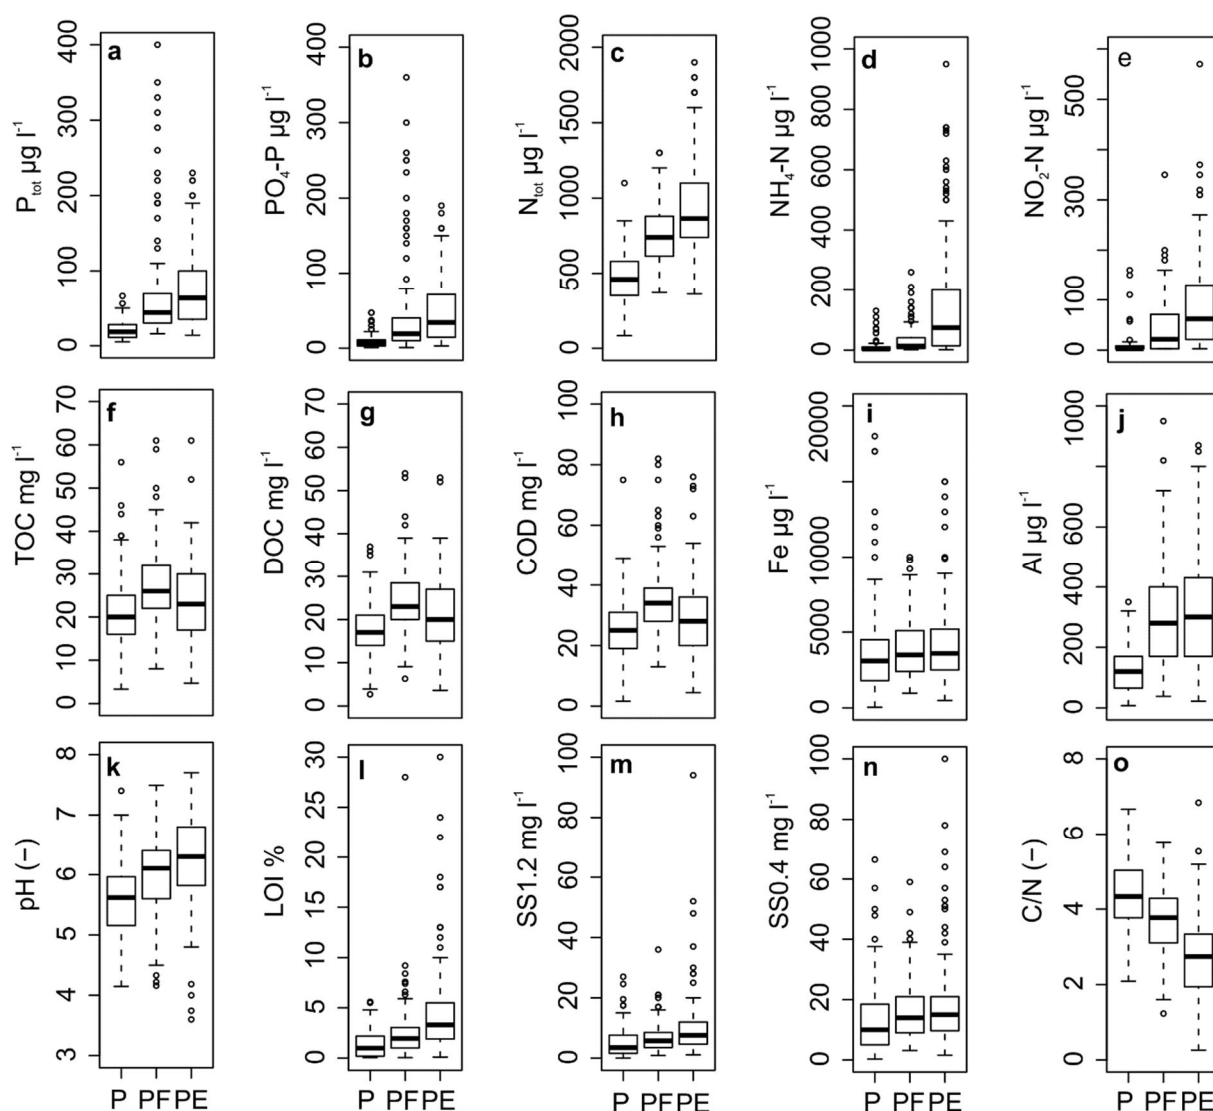 a
P_tot µg l⁻¹
0 100 200 300 400
b
PO₄-P µg l⁻¹
0 100 200 300 400
c
N_tot µg l⁻¹
0 500 1000 1500 2000
d
NH₄-N µg l⁻¹
0 200 400 600 800 1000
e
NO₂-N µg l⁻¹
0 100 300 500
f
TOC mg l⁻¹
0 10 20 30 40 50 60 70
g
DOC mg l⁻¹
0 10 20 30 40 50 60 70
h
COD mg l⁻¹
0 20 40 60 80 100
i
Fe µg l⁻¹
0 5000 10000 20000
j
Al µg l⁻¹
0 200 400 600 1000
k
pH (–)
3 4 5 6 7 8
P PF PE
l
LOI %
0 5 10 15 20 25 30
P PF PE
m
SS1.2 mg l⁻¹
0 20 40 60 80 100
P PF PE
n
SS0.4 mg l⁻¹
0 20 40 60 80 100
P PF PE
o
C/N (–)
0 2 4 6 8
P PF PE